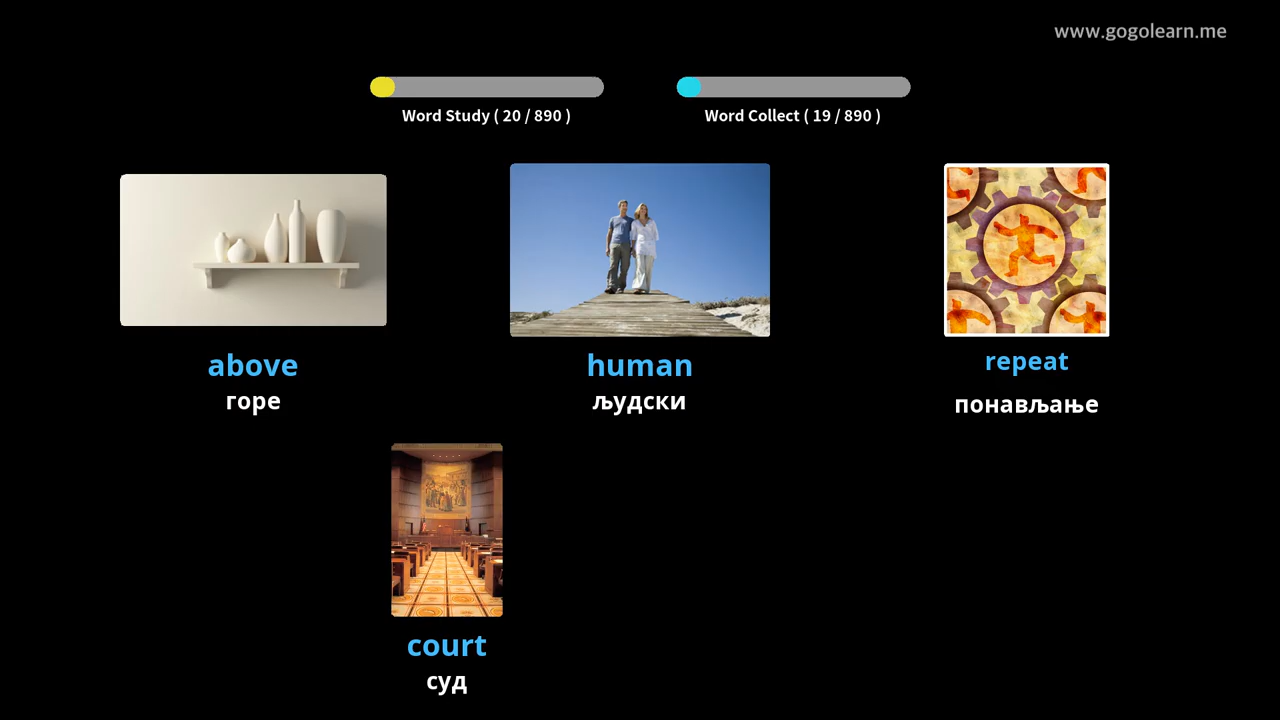 www.gogolearn.me
Word Study ( 20 / 890 )
Word Collect ( 19 / 890 )
above
горе
human
људски
repeat
понављање
court
суд